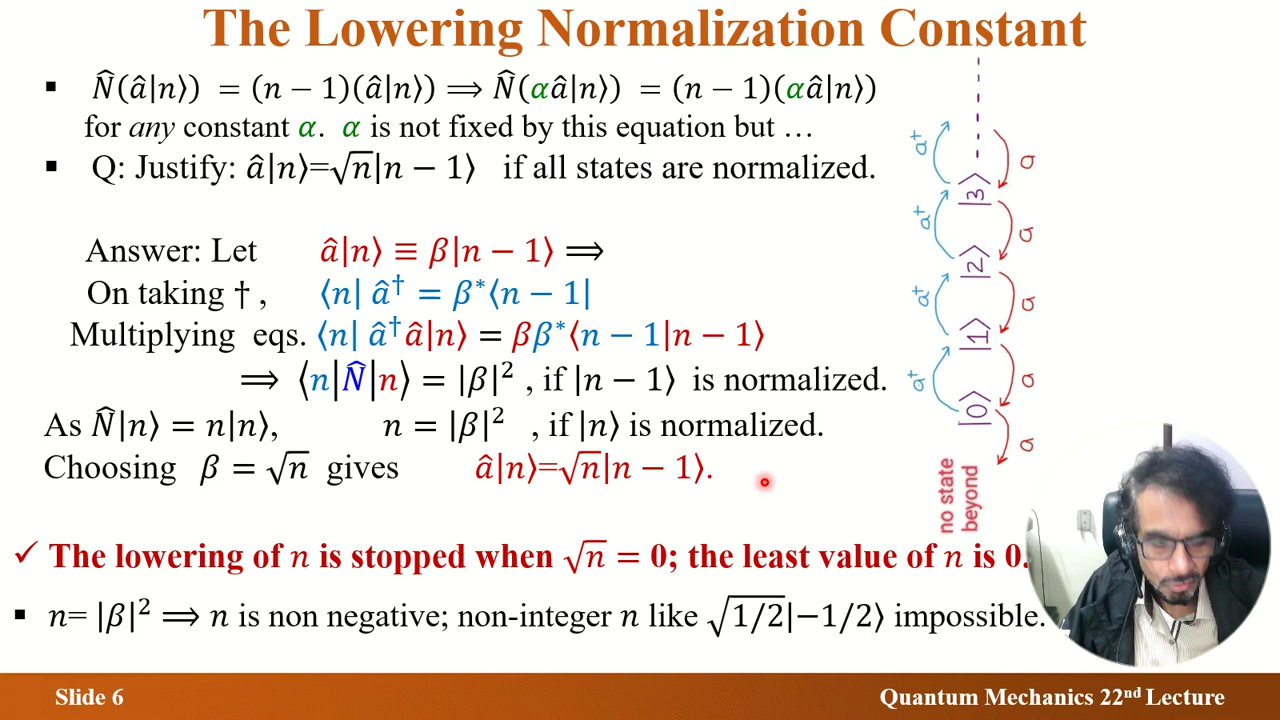 The Lowering Normalization Constant
▪ N̂(â|n⟩) = (n − 1)(â|n⟩) ⟹ N̂(αâ|n⟩) = (n − 1)(αâ|n⟩)
for any constant α. α is not fixed by this equation but …
▪ Q: Justify: â|n⟩=√n|n − 1⟩ if all states are normalized.
Answer: Let â|n⟩ ≡ β|n − 1⟩ ⟹
On taking † , ⟨n| â† = β*⟨n − 1|
Multiplying eqs. ⟨n| â†â|n⟩ = ββ*⟨n − 1|n − 1⟩
⟹ ⟨n|N̂|n⟩ = |β|² , if |n − 1⟩ is normalized.
As N̂|n⟩ = n|n⟩, n = |β|² , if |n⟩ is normalized.
Choosing β = √n gives â|n⟩=√n|n − 1⟩.
✓ The lowering of n is stopped when √n = 0; the least value of n is 0.
▪ n= |β|² ⟹ n is non negative; non-integer n like √1/2|−1/2⟩ impossible.
a† a
|3⟩
a† a
|2⟩
a† a
|1⟩
a† a
|0⟩
a
no state
beyond
Slide 6
Quantum Mechanics 22nd Lecture